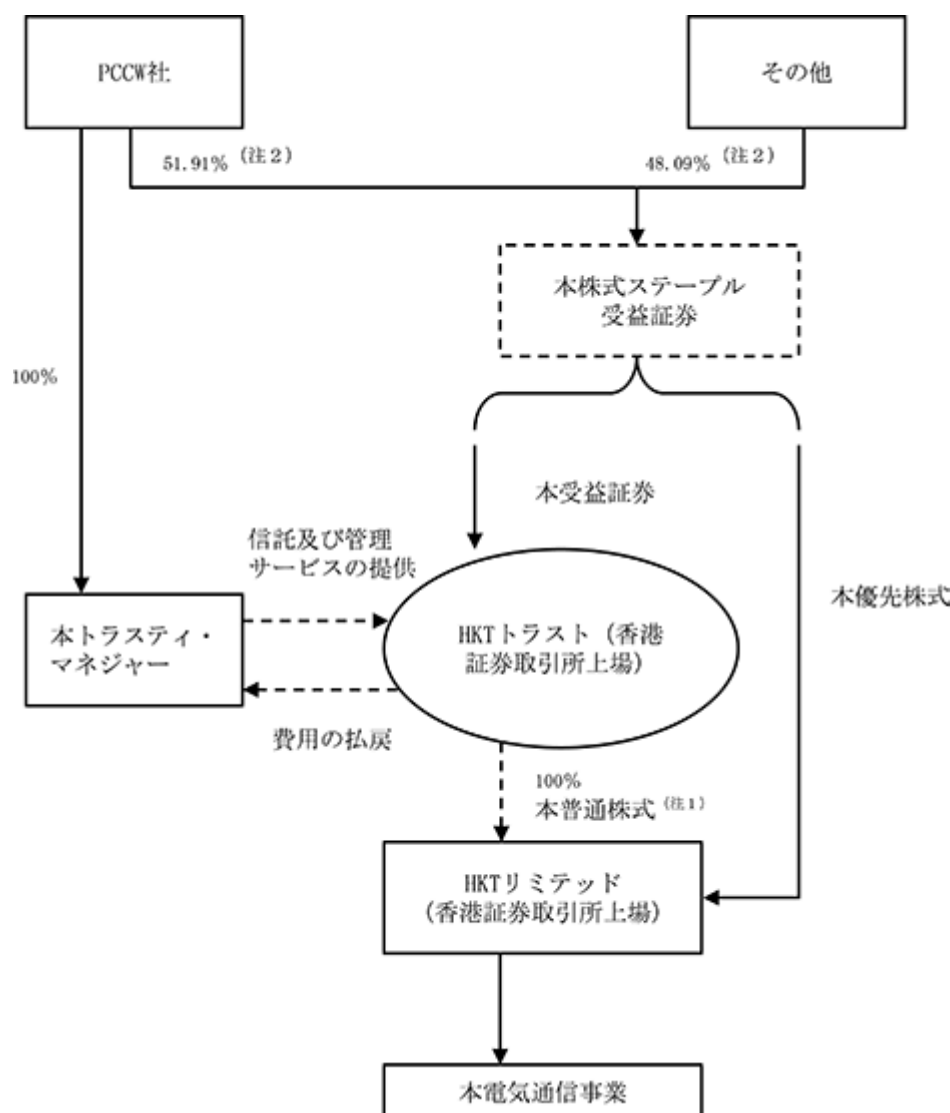 PCCW社
その他
51.91%(注2)
48.09%(注2)
本株式ステープル
受益証券
100%
本受益証券
信託及び管理
サービスの提供
本優先株式
本トラスティ・
マネジャー
HKTトラスト(香港
証券取引所上場)
費用の払戻
100%
本普通株式(注1)
HKTリミテッド
(香港証券取引所上場)
本電気通信事業